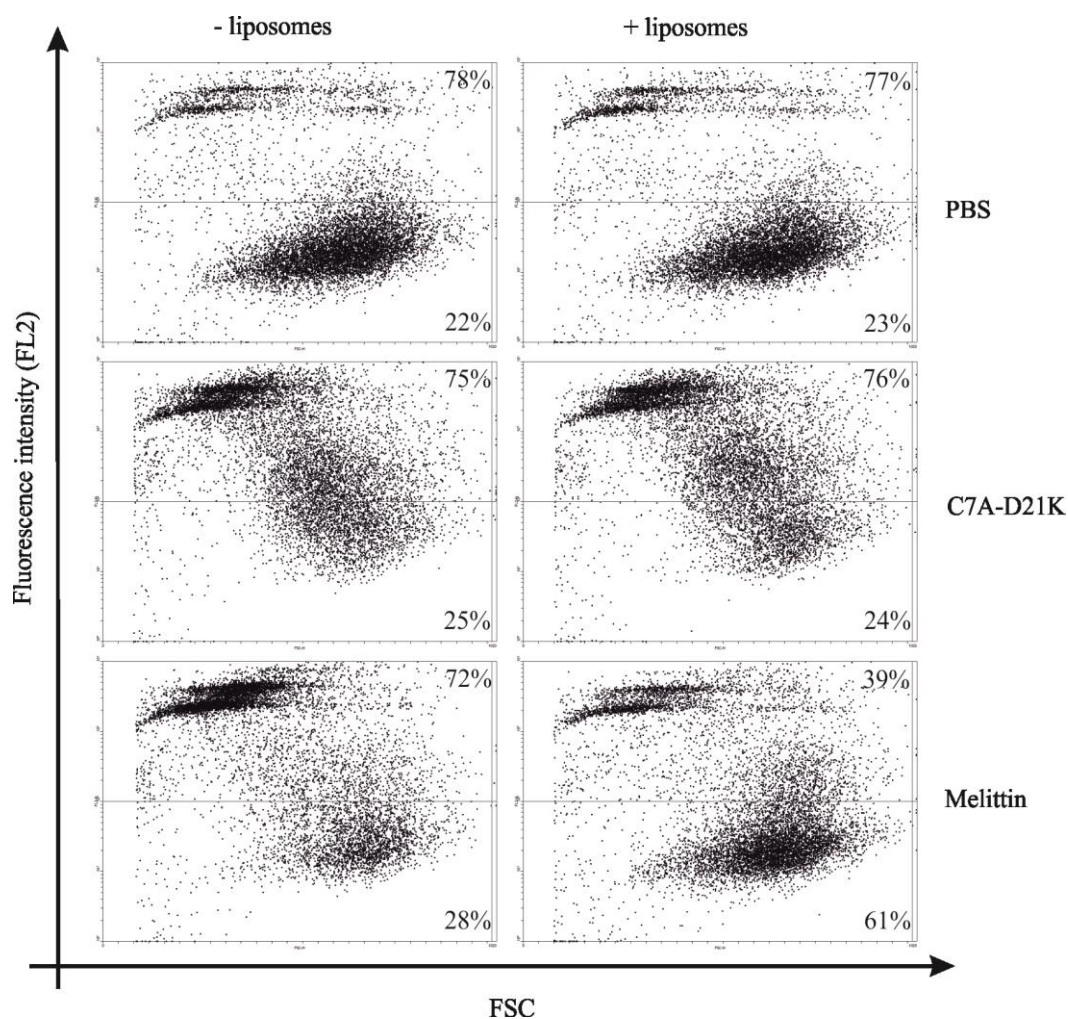 - liposomes
+ liposomes
78%
77%
PBS
22%
23%
75%
76%
C7A-D21K
25%
24%
72%
39%
Melittin
28%
61%
Fluorescence intensity (FL2)
FSC